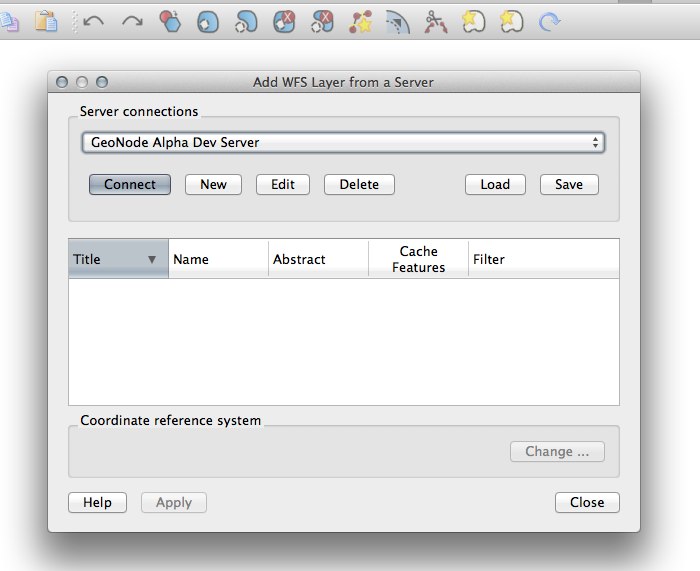 Add WFS Layer from a Server
Server connections
GeoNode Alpha Dev Server
Connect New Edit Delete Load Save
Title Name Abstract Cache Features Filter
Coordinate reference system
Change ...
Help Apply Close